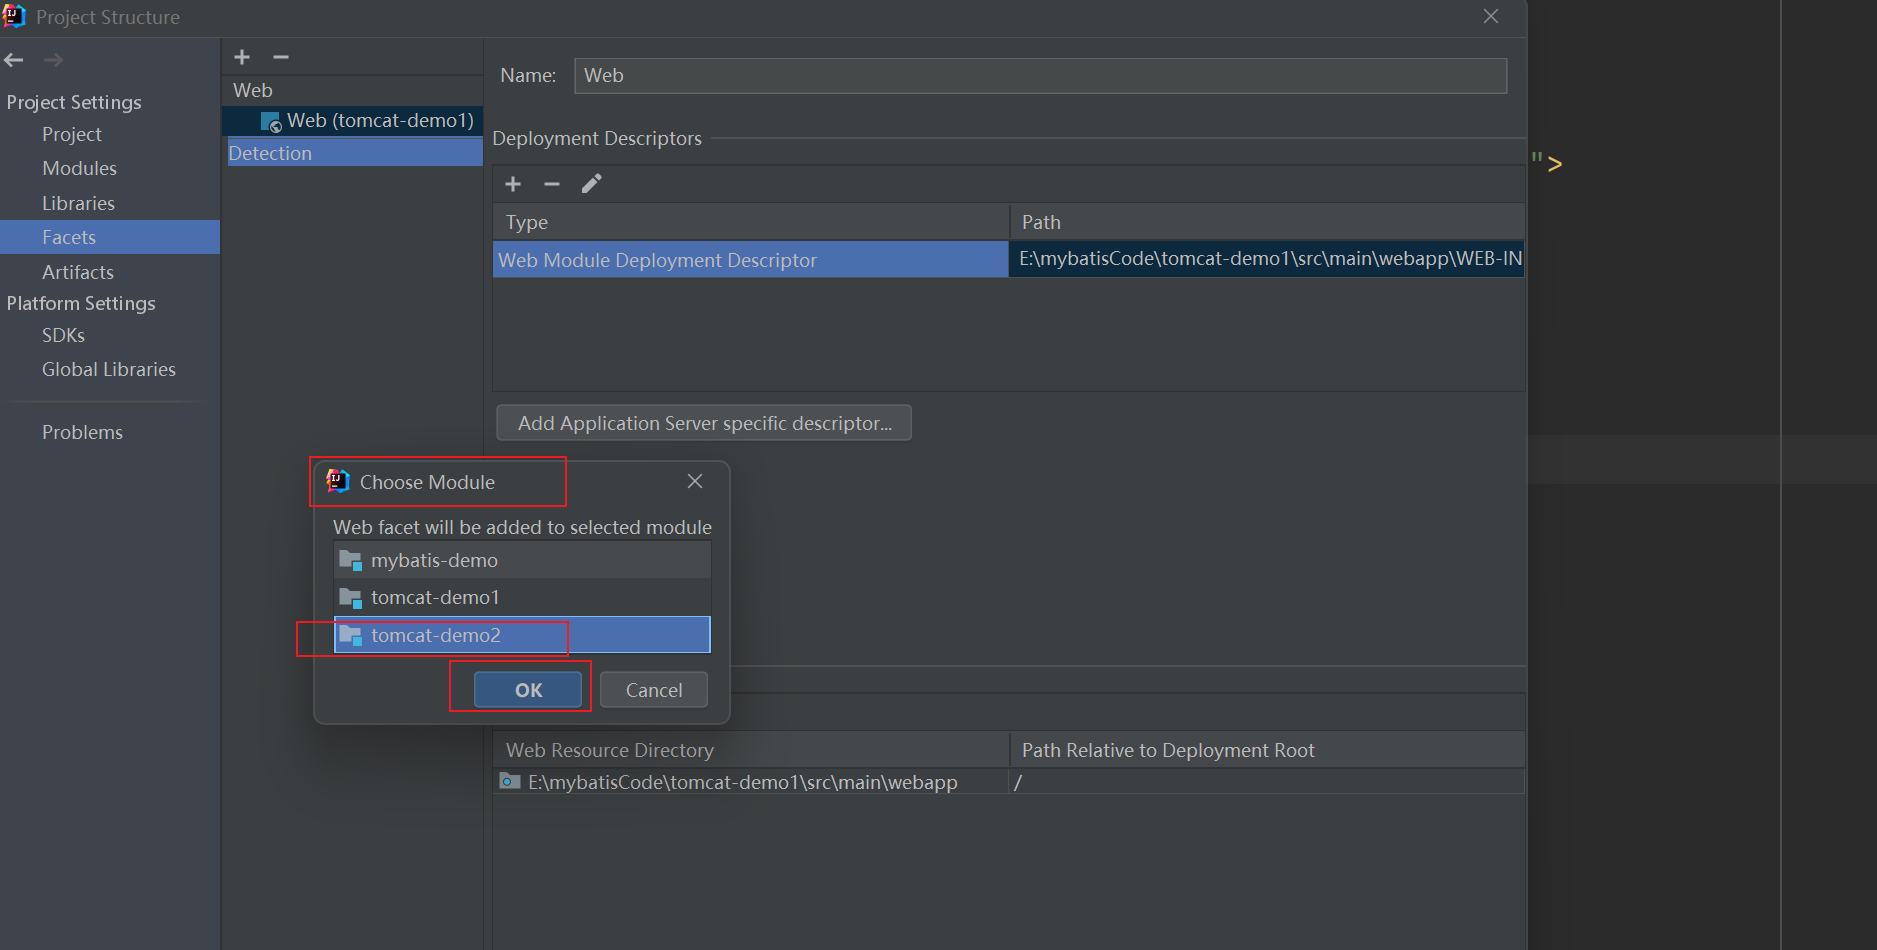 Project Structure
Project Settings
Project
Modules
Libraries
Facets
Artifacts
Platform Settings
SDKs
Global Libraries
Problems
Web
Web (tomcat-demo1)
Detection
Name:
Web
Deployment Descriptors
Type
Path
Web Module Deployment Descriptor
E:\mybatisCode\tomcat-demo1\src\main\webapp\WEB-IN
Add Application Server specific descriptor...
Choose Module
Web facet will be added to selected module
mybatis-demo
tomcat-demo1
tomcat-demo2
OK
Cancel
Web Resource Directory
Path Relative to Deployment Root
E:\mybatisCode\tomcat-demo1\src\main\webapp
/
">